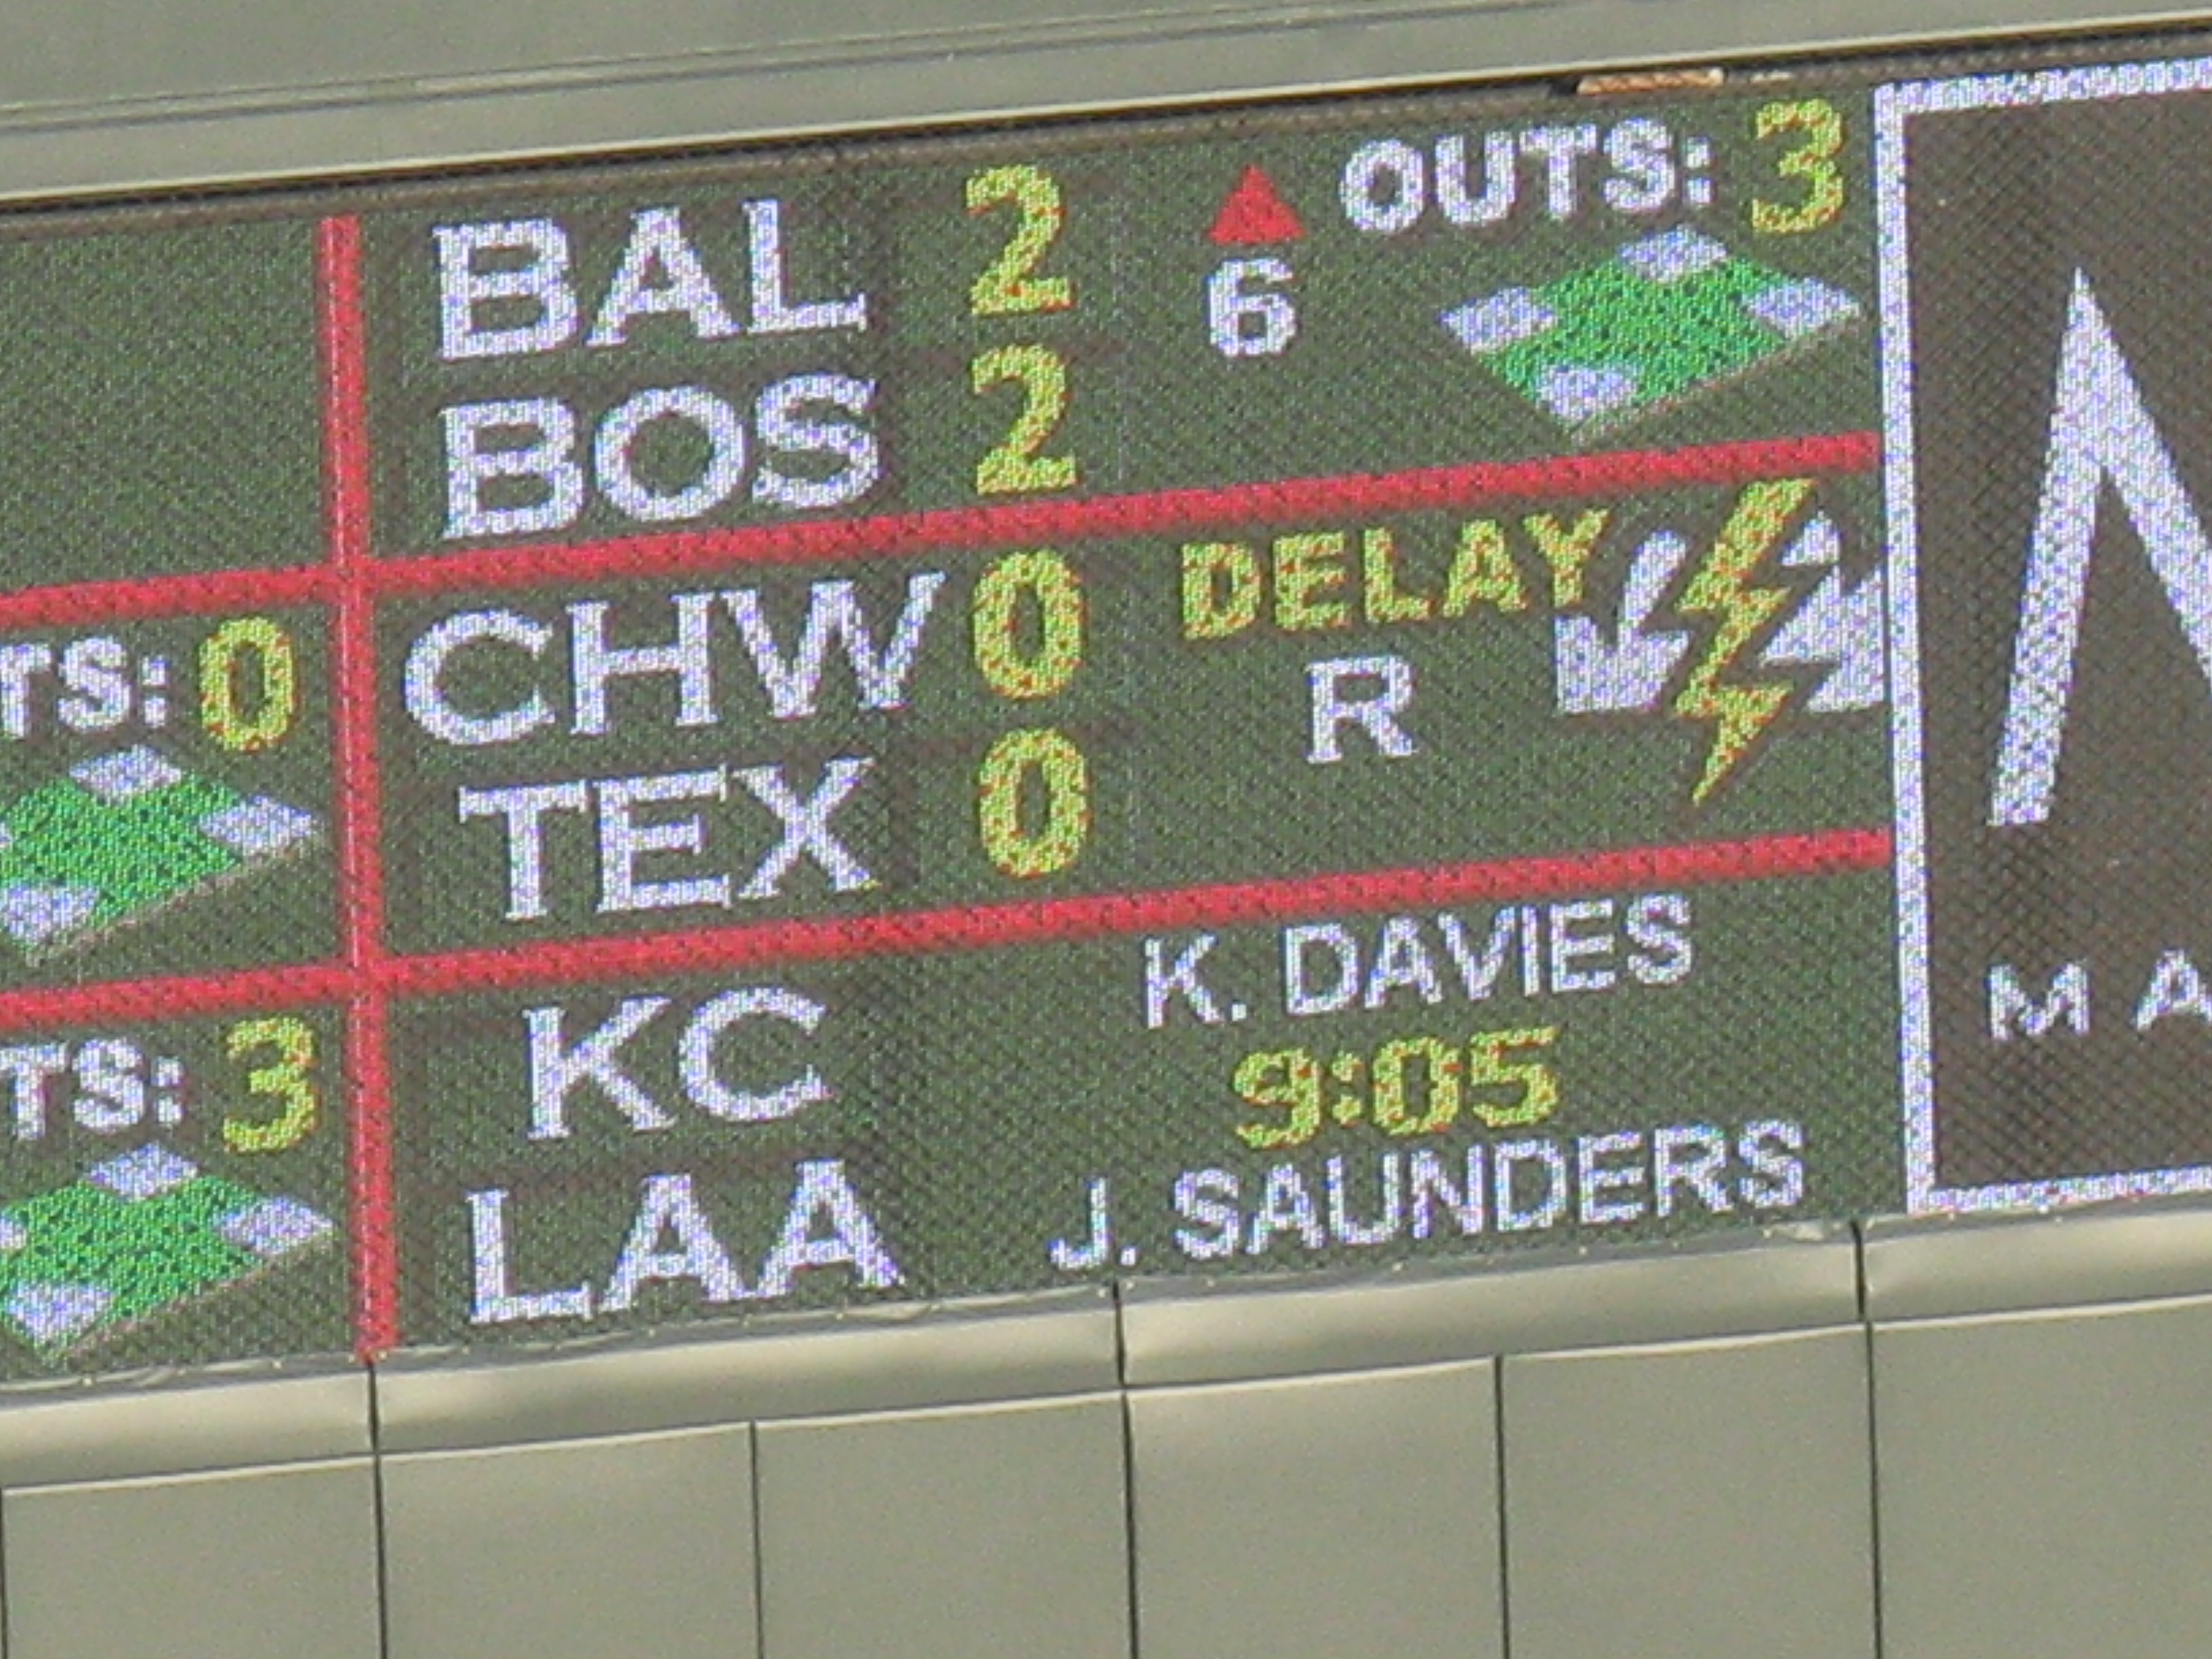 BAL 2 6 OUTS: 3
BOS 2
TS: 0
CHW 0 DELAY
R
TEX 0
TS: 3
KC K. DAVIES
9:05
LAA J. SAUNDERS
M A